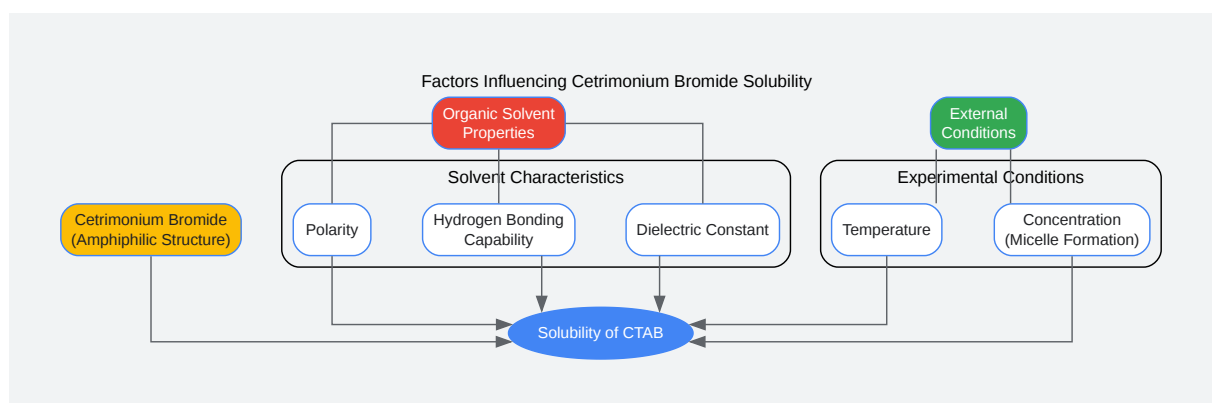 Factors Influencing Cetrimonium Bromide Solubility
Organic Solvent
Properties
External
Conditions
Solvent Characteristics
Experimental Conditions
Cetrimonium Bromide
(Amphiphilic Structure)
Polarity
Hydrogen Bonding
Capability
Dielectric Constant
Temperature
Concentration
(Micelle Formation)
Solubility of CTAB